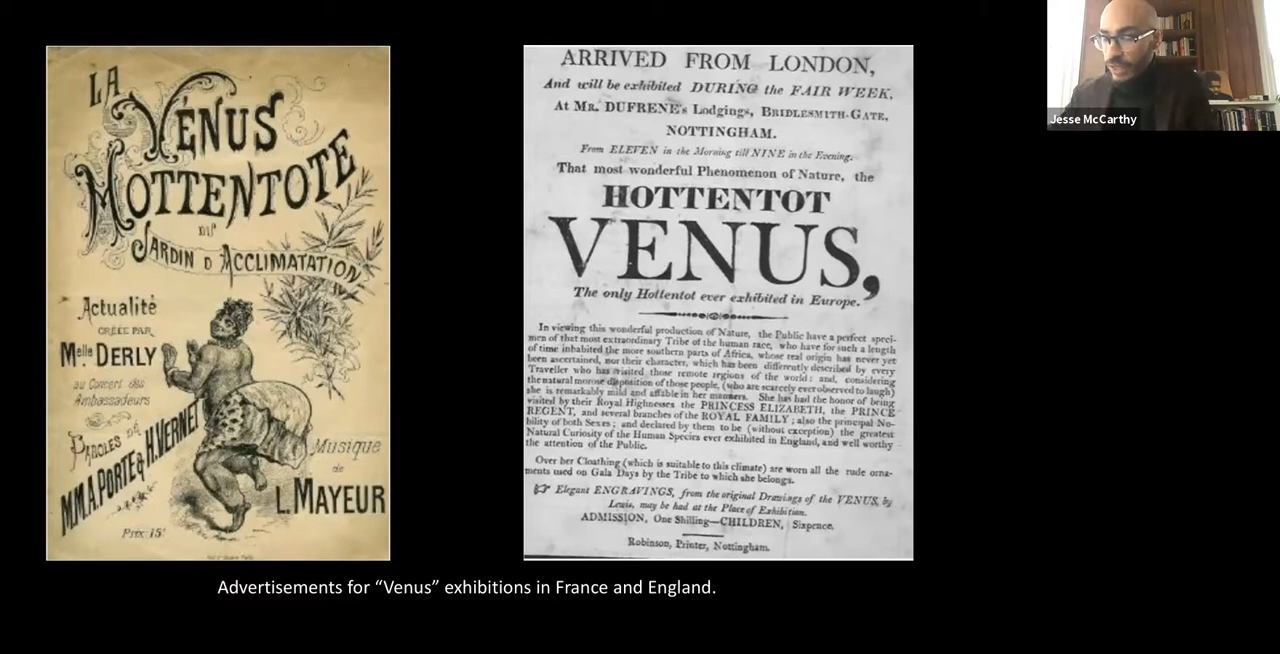 LA
VÉNUS
HOTTENTOTE
DU
JARDIN D'ACCLIMATATION
Actualité
CRÉÉE PAR
Melle DERLY
au Concert des
Ambassadeurs
PAROLES DE
MM.A.PORTE & H.VERNET
Prix: 15!
Musique
de
L. MAYEUR
ARRIVED FROM LONDON,
And will be exhibited DURING the FAIR WEEK,
At MR. DUFRENE's Lodgings, BRIDLESMITH-GATE,
NOTTINGHAM.
From ELEVEN in the Morning till NINE in the Evening.
That most wonderful Phenomenon of Nature, the
HOTTENTOT
VENUS,
The only Hottentot ever exhibited in Europe.
In viewing this wonderful production of Nature, the Public have a perfect speci-
men of that most extraordinary Tribe of the human race, who have for such a length
of time inhabited the more southern parts of Africa, whose real origin has never yet
been ascertained, nor their character, which has been differently described by every
Traveller who has visited those remote regions of the world: and, considering
the natural morose disposition of those people, (who are scarcely ever observed to laugh)
she is remarkably mild and affable in her manners. She has had the honor of being
visited by their Royal Highnesses the PRINCESS ELIZABETH, the PRINCE
REGENT, and several branches of the ROYAL FAMILY; also the principal No-
bility of both Sexes; and declared by them to be (without exception) the greatest
Natural Curiosity of the Human Species ever exhibited in England, and well worthy
the attention of the Public.
Over her Cloathing (which is suitable to this climate) are worn all the rude orna-
ments used on Gala Days by the Tribe to which she belongs.
Elegant ENGRAVINGS, from the original Drawings of the VENUS, by
Lewis, may be had at the Place of Exhibition.
ADMISSION, One Shilling—CHILDREN, Sixpence.
Robinson, Printer, Nottingham.
Advertisements for “Venus” exhibitions in France and England.
Jesse McCarthy